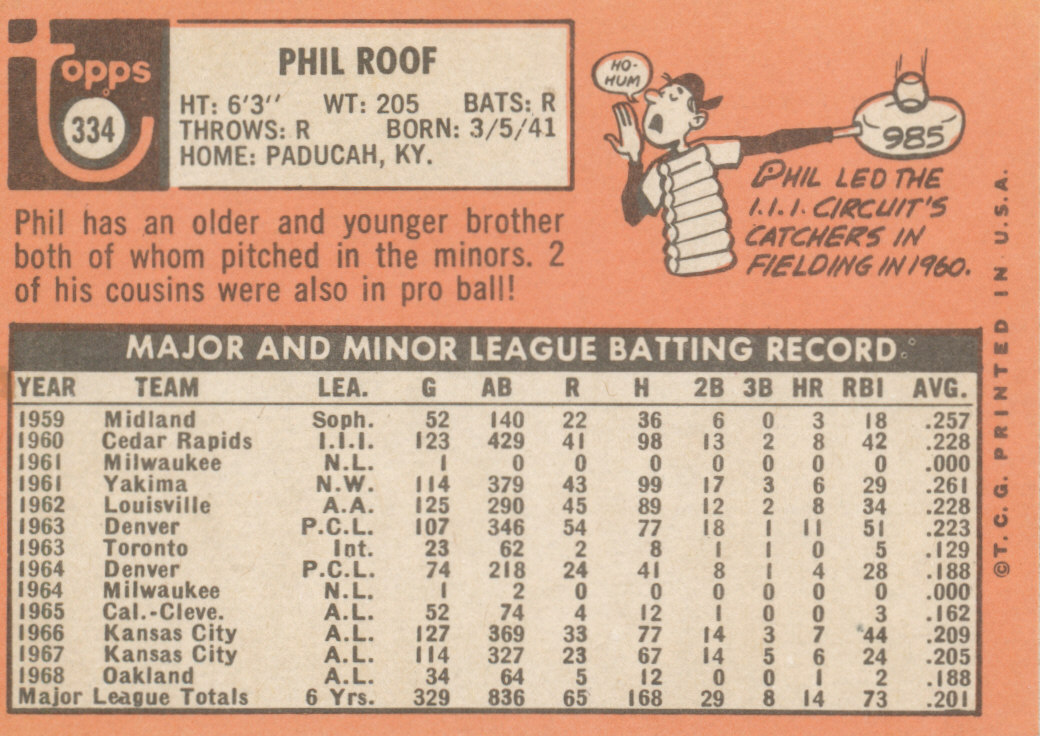 topps
334
PHIL ROOF
HT: 6'3'' WT: 205 BATS: R
THROWS: R BORN: 3/5/41
HOME: PADUCAH, KY.
HO-
HUM
985
PHIL LED THE
I.I.I. CIRCUIT'S
CATCHERS IN
FIELDING IN 1960.
Phil has an older and younger brother
both of whom pitched in the minors. 2
of his cousins were also in pro ball!
MAJOR AND MINOR LEAGUE BATTING RECORD
YEAR TEAM LEA. G AB R H 2B 3B HR RBI AVG.
1959 Midland Soph. 52 140 22 36 6 0 3 18 .257
1960 Cedar Rapids I.I.I. 123 429 41 98 13 2 8 42 .228
1961 Milwaukee N.L. 1 0 0 0 0 0 0 0 .000
1961 Yakima N.W. 114 379 43 99 17 3 6 29 .261
1962 Louisville A.A. 125 290 45 89 12 2 8 34 .228
1963 Denver P.C.L. 107 346 54 77 18 1 11 51 .223
1963 Toronto Int. 23 62 2 8 1 1 0 5 .129
1964 Denver P.C.L. 74 218 24 41 8 1 4 28 .188
1964 Milwaukee N.L. 1 2 0 0 0 0 0 0 .000
1965 Cal.-Cleve. A.L. 52 74 4 12 1 0 0 3 .162
1966 Kansas City A.L. 127 369 33 77 14 3 7 44 .209
1967 Kansas City A.L. 114 327 23 67 14 5 6 24 .205
1968 Oakland A.L. 34 64 5 12 0 0 1 2 .188
Major League Totals 6 Yrs. 329 836 65 168 29 8 14 73 .201
©T. C. G. PRINTED IN U.S.A.